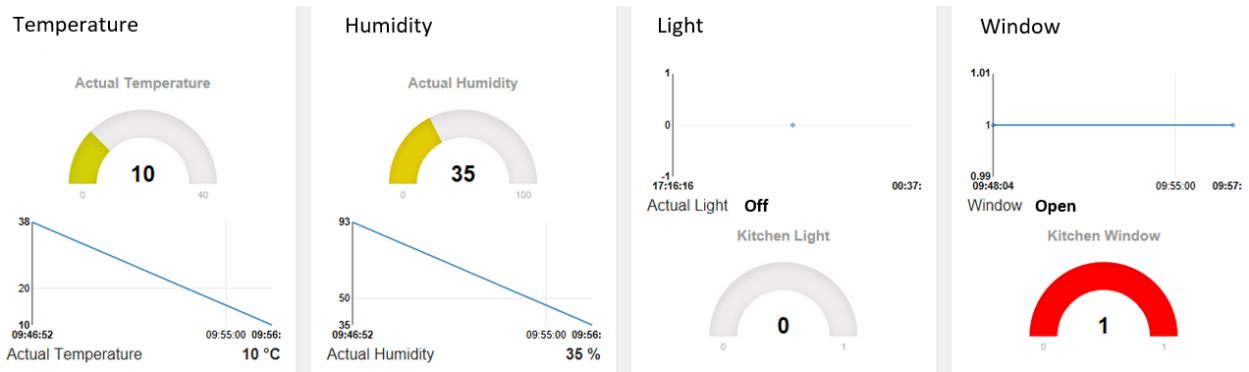 Temperature
Actual Temperature
10
0 40
38
20
10
09:46:52 09:55:00 09:56:
Actual Temperature 10 °C
Humidity
Actual Humidity
35
0 100
93
50
35
09:46:52 09:55:00 09:56:
Actual Humidity 35 %
Light
1
0
-1
17:16:16 00:37:
Actual Light Off
Kitchen Light
0
0 1
Window
1.01
1
0.99
09:48:04 09:55:00 09:57:
Window Open
Kitchen Window
1
0 1